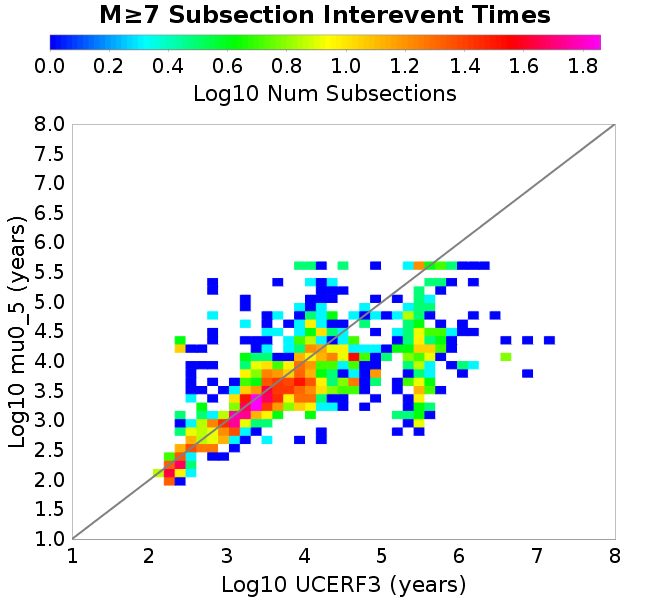 M≥7 Subsection Interevent Times
0.0 0.2 0.4 0.6 0.8 1.0 1.2 1.4 1.6 1.8
Log10 Num Subsections
8.0
7.5
7.0
6.5
6.0
5.5
5.0
4.5
4.0
3.5
3.0
2.5
2.0
1.5
1.0
Log10 mu0_5 (years)
1 2 3 4 5 6 7 8
Log10 UCERF3 (years)